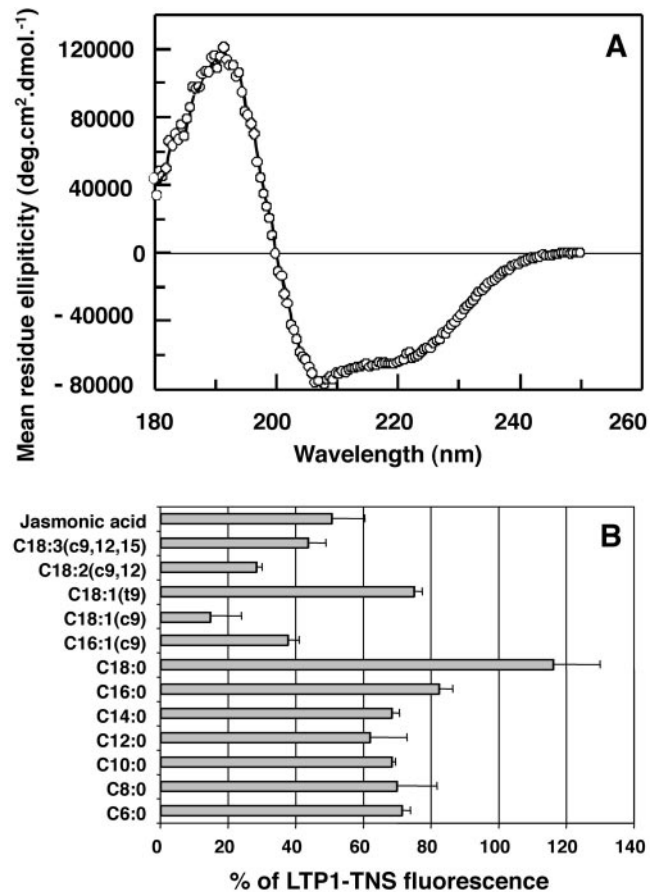 A
Mean residue ellipiticity (deg.cm².dmol.⁻¹)
120000
80000
40000
0
- 40000
- 80000
180 200 220 240 260
Wavelength (nm)
B
Jasmonic acid
C18:3(c9,12,15)
C18:2(c9,12)
C18:1(t9)
C18:1(c9)
C16:1(c9)
C18:0
C16:0
C14:0
C12:0
C10:0
C8:0
C6:0
0 20 40 60 80 100 120 140
% of LTP1-TNS fluorescence